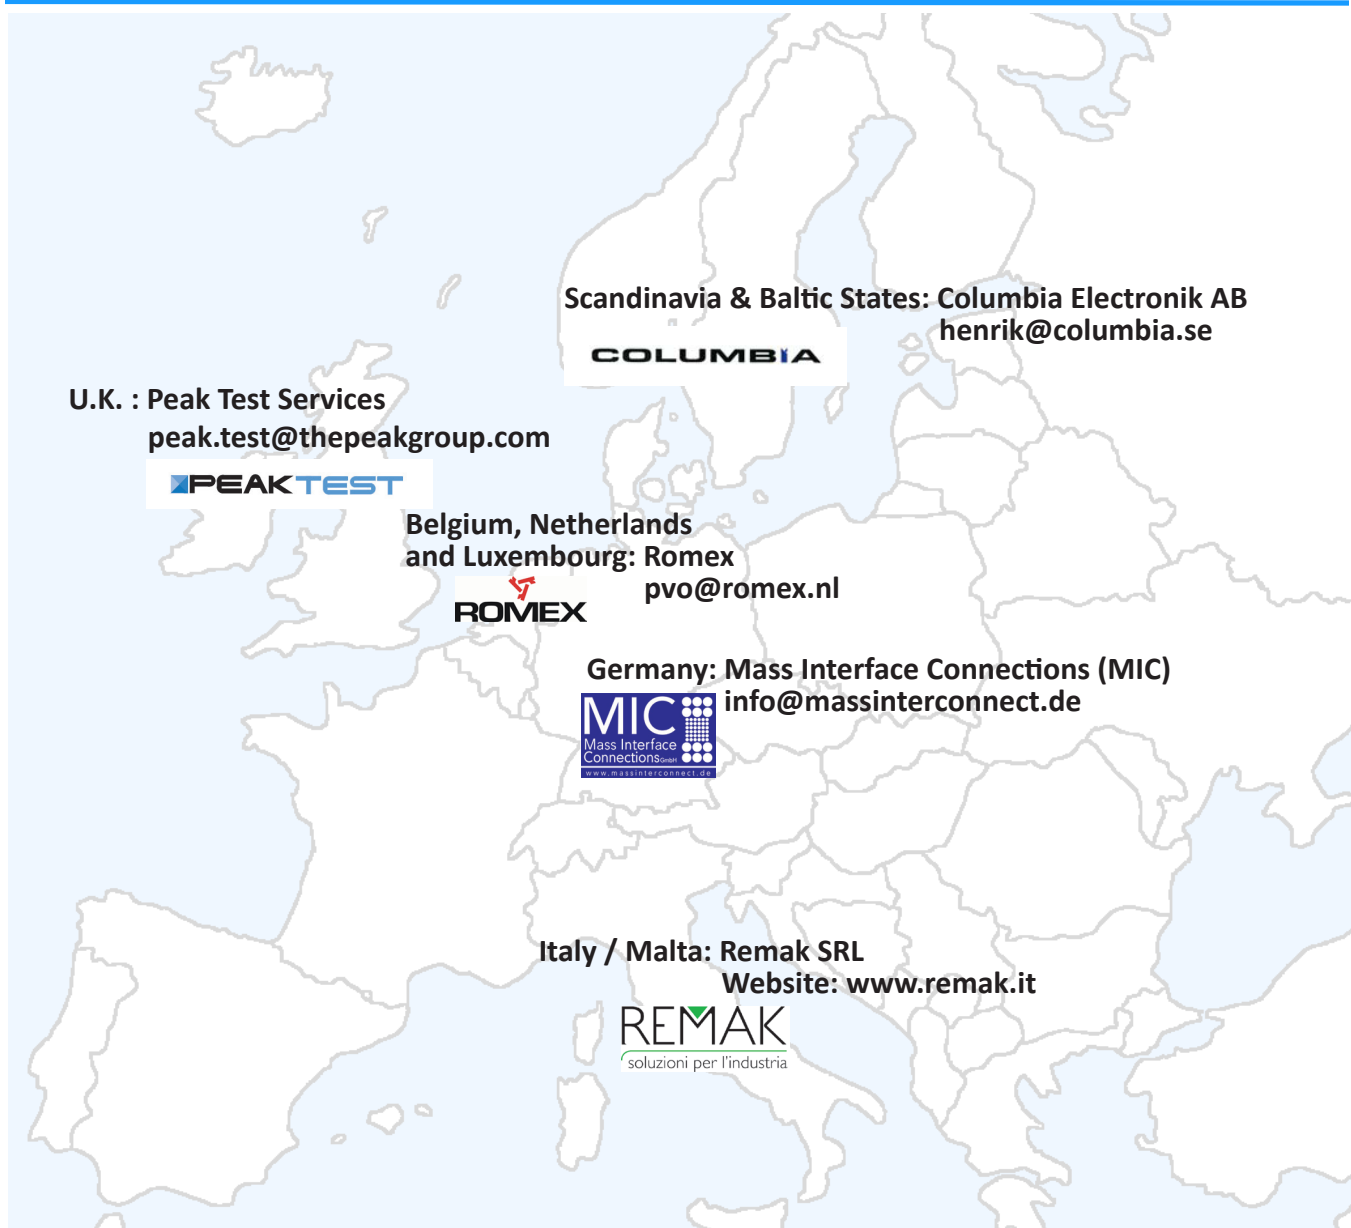 Scandinavia & Baltic States: Columbia Electronik AB
henrik@columbia.se
COLUMBIA
U.K. : Peak Test Services
peak.test@thepeakgroup.com
PEAKTEST
Belgium, Netherlands
and Luxembourg: Romex
pvo@romex.nl
ROMEX
Germany: Mass Interface Connections (MIC)
info@massinterconnect.de
MIC
Mass Interface
Connections GmbH
www.massinterconnect.de
Italy / Malta: Remak SRL
Website: www.remak.it
REMAK
soluzioni per l'industria